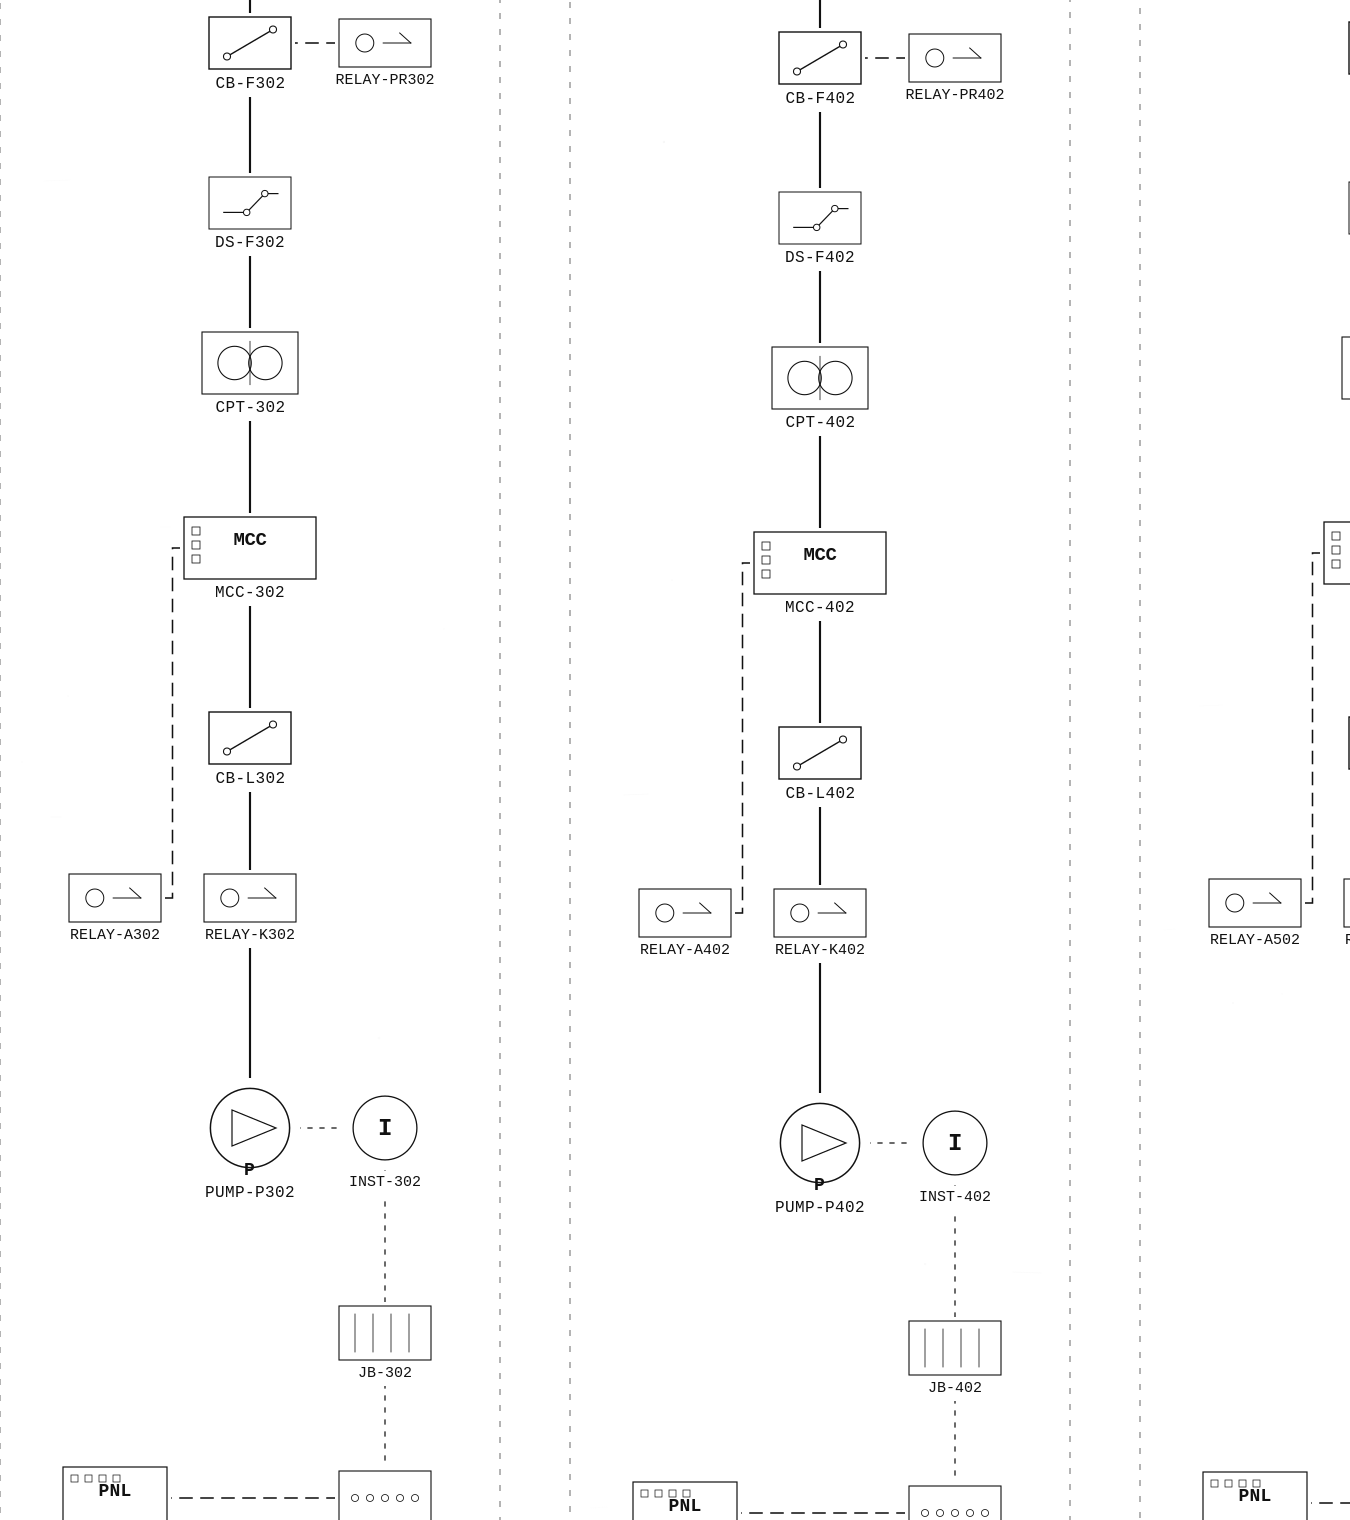 CB-F302
RELAY-PR302
DS-F302
CPT-302
MCC
MCC-302
CB-L302
RELAY-A302
RELAY-K302
P
PUMP-P302
I
INST-302
JB-302
PNL
CB-F402
RELAY-PR402
DS-F402
CPT-402
MCC
MCC-402
CB-L402
RELAY-A402
RELAY-K402
P
PUMP-P402
I
INST-402
JB-402
PNL
RELAY-A502
PNL